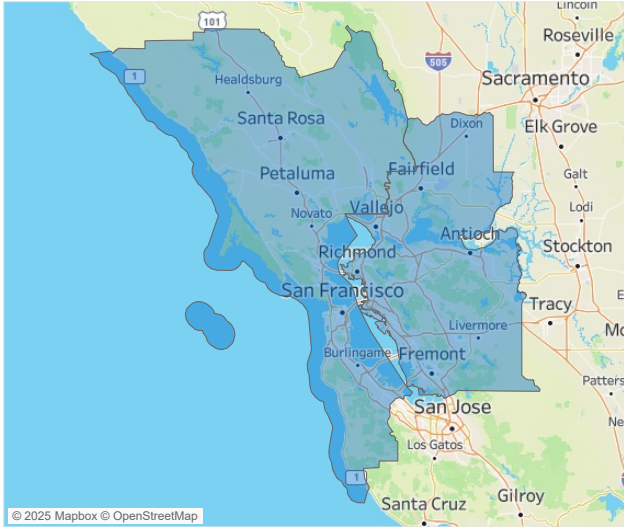 Lincoln
101
Roseville
505
1
Healdsburg
Sacramento
Santa Rosa
Dixon
Elk Grove
Petaluma
Fairfield
Galt
Novato
Vallejo
Lodi
Antioch
Stockton
Richmond
San Francisco
Tracy
Livermore
Burlingame
Fremont
Patters
San Jose
Los Gatos
1
Gilroy
Santa Cruz
© 2025 Mapbox © OpenStreetMap